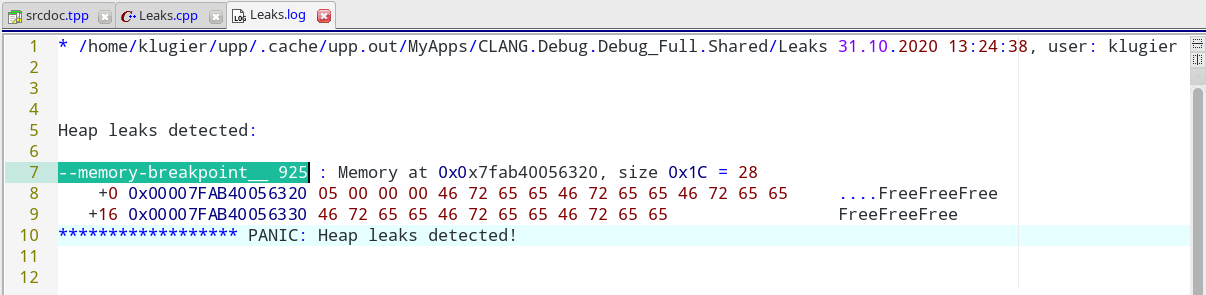 srcdoc.tpp Leaks.cpp Leaks.log
1 * /home/klugier/upp/.cache/upp.out/MyApps/CLANG.Debug.Debug_Full.Shared/Leaks 31.10.2020 13:24:38, user: klugier
2
3
4
5 Heap leaks detected:
6
7 --memory-breakpoint__ 925 : Memory at 0x0x7fab40056320, size 0x1C = 28
8 +0 0x00007FAB40056320 05 00 00 00 46 72 65 65 46 72 65 65 46 72 65 65 ....FreeFreeFree
9 +16 0x00007FAB40056330 46 72 65 65 46 72 65 65 46 72 65 65 FreeFreeFree
10 ****************** PANIC: Heap leaks detected!
11
12